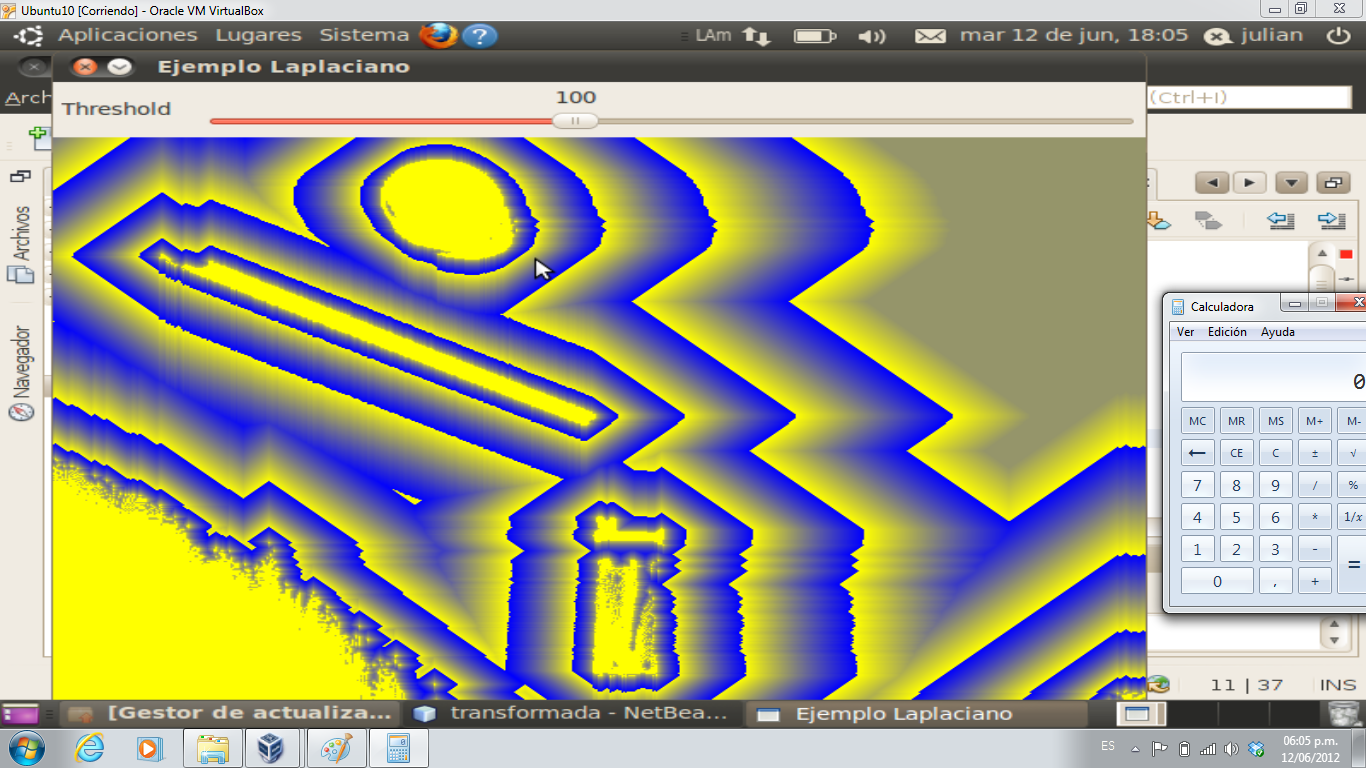 Ubuntu10 [Corriendo] - Oracle VM VirtualBox
Aplicaciones Lugares Sistema ? LAm mar 12 de jun, 18:05 julian
Ejemplo Laplaciano
Arch
(Ctrl+I)
100
Threshold
Archivos
Navegador
Calculadora
Ver Edición Ayuda
0
MC MR MS M+ M-
← CE C ± √
7 8 9 / %
4 5 6 * 1/x
1 2 3 - =
0 , +
11 | 37 INS
[Gestor de actualiza... transformada - NetBea... Ejemplo Laplaciano
ES 06:05 p.m.
12/06/2012